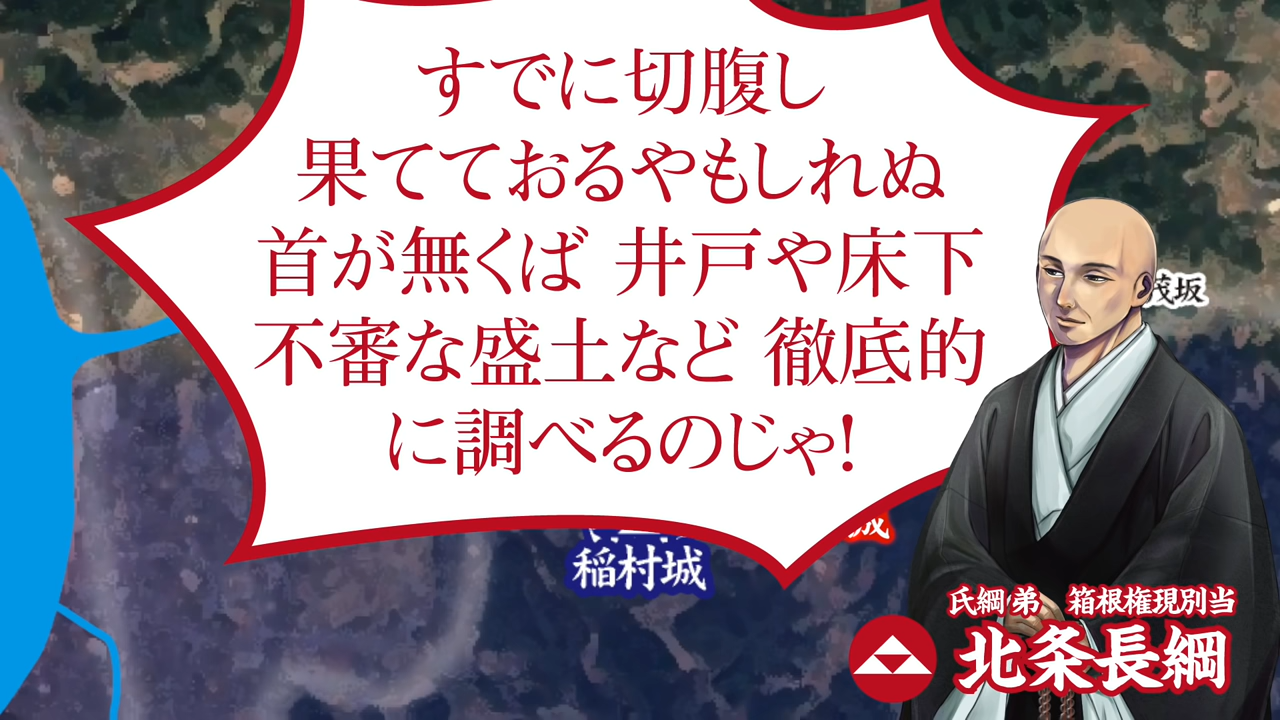 すでに切腹し
果てておるやもしれぬ
首が無くば 井戸や床下
不審な盛土など 徹底的
に調べるのじゃ!
茂坂
城
稲村城
氏綱 弟 箱根権現別当
北条長綱